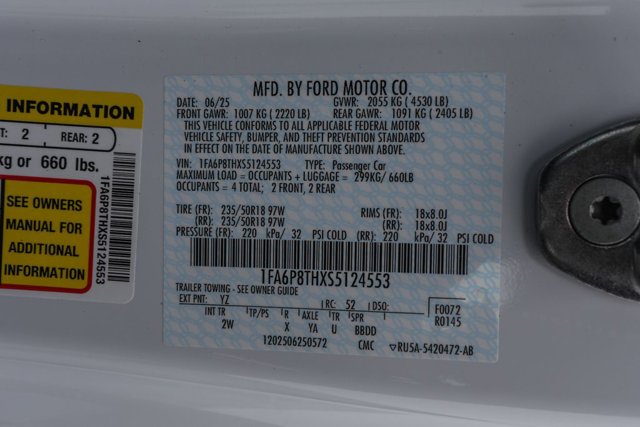 INFORMATION
T: 2 REAR: 2
kg or 660 lbs.
SEE OWNERS
MANUAL FOR
ADDITIONAL
INFORMATION
1FA6P8THXS5124553
MFD. BY FORD MOTOR CO.
DATE: 06/25 GVWR: 2055 KG ( 4530 LB)
FRONT GAWR: 1007 KG ( 2220 LB) REAR GAWR: 1091 KG ( 2405 LB)
THIS VEHICLE CONFORMS TO ALL APPLICABLE FEDERAL MOTOR
VEHICLE SAFETY, BUMPER, AND THEFT PREVENTION STANDARDS
IN EFFECT ON THE DATE OF MANUFACTURE SHOWN ABOVE.
VIN: 1FA6P8THXS5124553 TYPE: Passenger Car
MAXIMUM LOAD = OCCUPANTS + LUGGAGE = 299KG/ 660LB
OCCUPANTS = 4 TOTAL; 2 FRONT, 2 REAR
TIRE (FR): 235/50R18 97W RIMS (FR): 18x8.0J
(RR): 235/50R18 97W (RR): 18x8.0J
PRESSURE (FR): 220 kPa/ 32 PSI COLD (RR): 220 kPa/ 32 PSI COLD
1FA6P8THXS5124553
TRAILER TOWING - SEE OWNER GUIDE
EXT PNT: YZ RC: 52 DSO: F0072
INT TR TP/PS R AXLE TR SPR R0145
2W X YA U BBDD
1202506250572 CMC ▽RU5A-5420472-AB